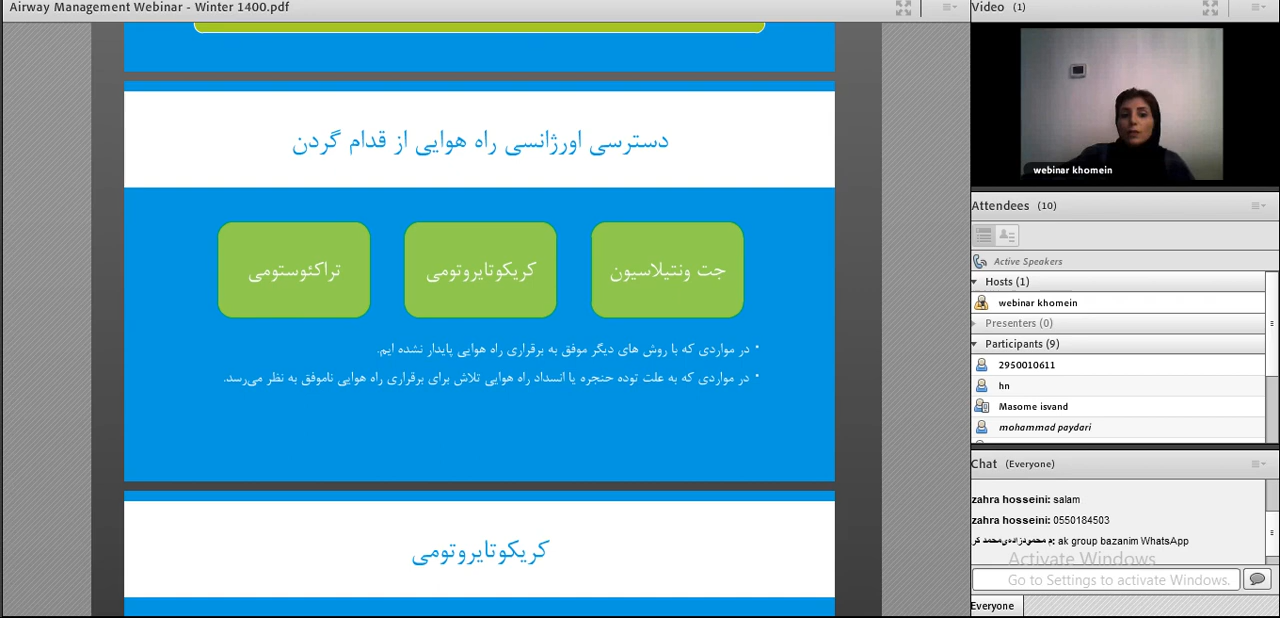 Airway Management Webinar - Winter 1400.pdf
دسترسی اورژانسی راه هوایی از قدام گردن
جت ونتیلاسیون
کریکوتایروتومی
تراکئوستومی
• در مواردی که با روش های دیگر موفق به برقراری راه هوایی پایدار نشده ایم.
• در مواردی که به علت توده حنجره یا انسداد راه هوایی تلاش برای برقراری راه هوایی ناموفق به نظر می‌رسد.
کریکوتایروتومی
Video (1)
webinar khomein
Attendees (10)
Active Speakers
Hosts (1)
webinar khomein
Presenters (0)
Participants (9)
2950010611
hn
Masome isvand
mohammad paydari
Chat (Everyone)
zahra hosseini: salam
zahra hosseini: 0550184503
ak group bazanim WhatsApp
Activate Windows
Go to Settings to activate Windows.
Everyone